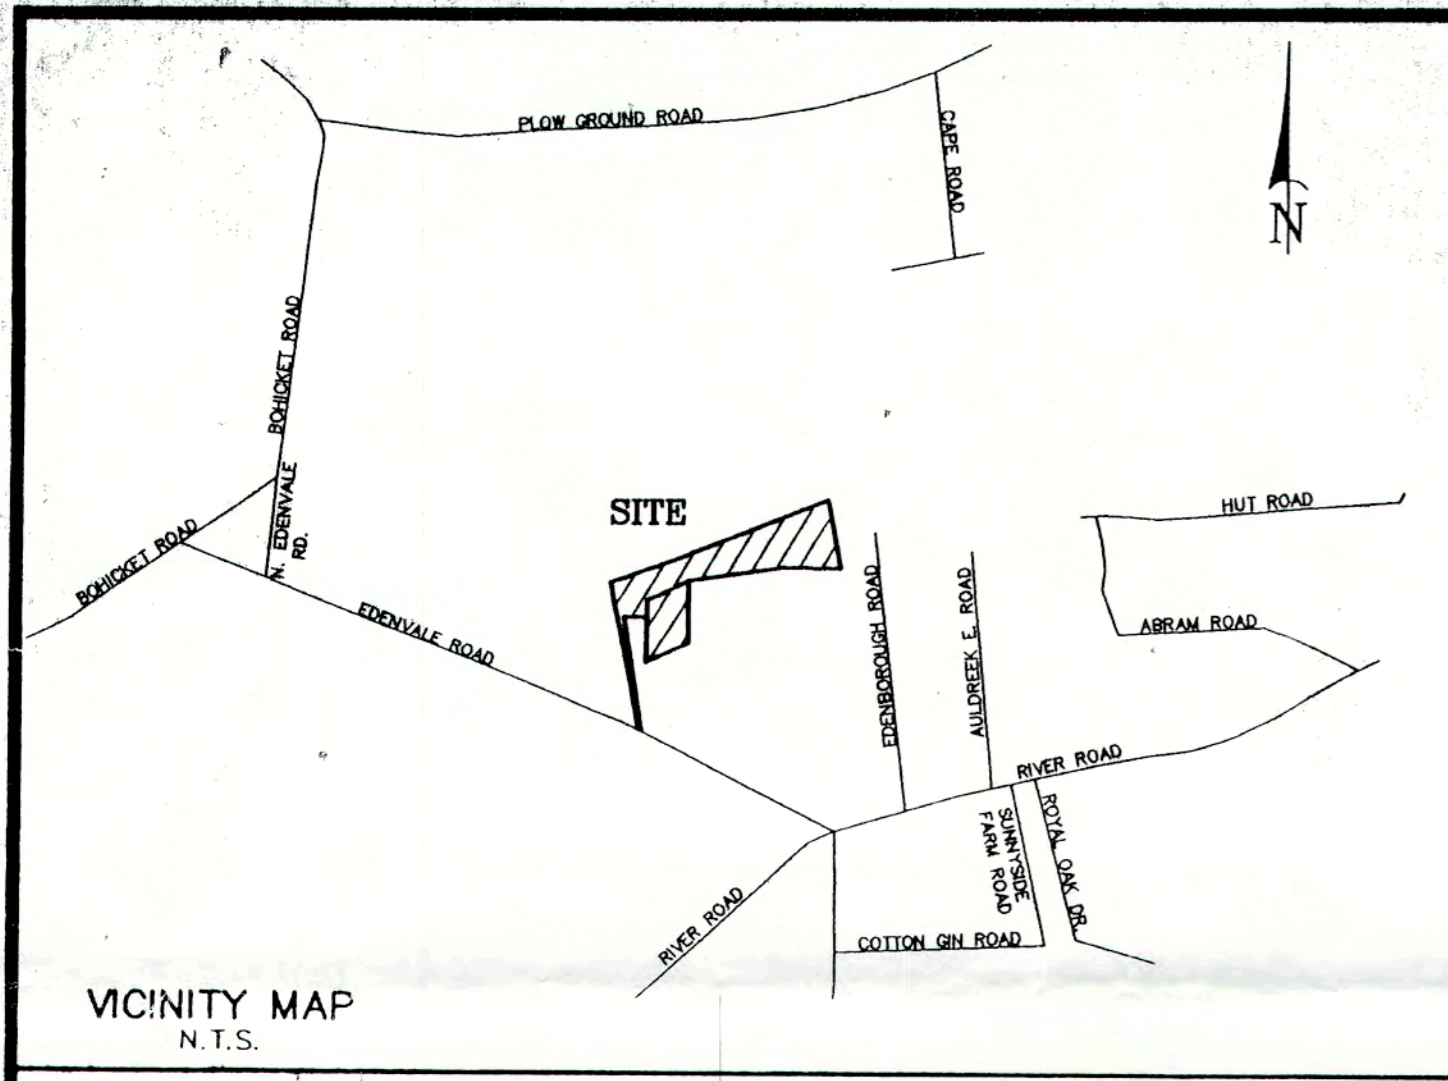 PLOW GROUND ROAD
CAPE ROAD
N
BOHICKET ROAD
SITE
HUT ROAD
N. EDENVALE
RD.
BOHICKET ROAD
EDENVALE ROAD
EDENBOROUGH ROAD
AULDREEK E. ROAD
ABRAM ROAD
RIVER ROAD
SUNNYSIDE
FARM ROAD
ROYAL OAK DR.
RIVER ROAD
COTTON GIN ROAD
VICINITY MAP
N.T.S.